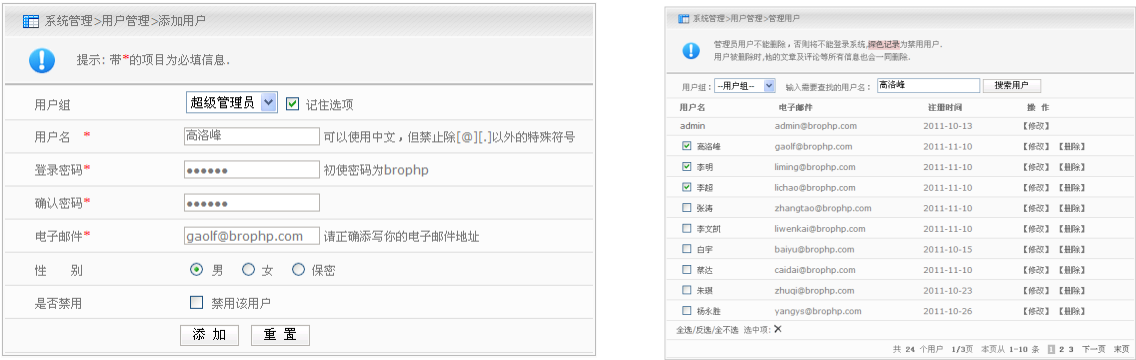 系统管理>用户管理>添加用户
提示: 带*的项目为必填信息.
用户组 超级管理员 记住选项
用户名 * 高洛峰 可以使用中文，但禁止除[@][.]以外的特殊符号
登录密码* ●●●●●● 初使密码为brophp
确认密码* ●●●●●●
电子邮件* gaolf@brophp.com 请正确添写你的电子邮件地址
性 别 男 女 保密
是否禁用 禁用该用户
添 加 重 置
系统管理>用户管理>管理用户
管理员用户不能删除，否则将不能登录系统,深色记录为禁用用户.
用户被删除时,他的文章及评论等所有信息也会一同删除.
用户组： --用户组-- 输入需要查找的用户名： 高洛峰 搜索用户
用户名 电子邮件 注册时间 操 作
admin admin@brophp.com 2011-10-13 【修改】
高洛峰 gaolf@brophp.com 2011-11-10 【修改】 【删除】
李明 liming@brophp.com 2011-11-10 【修改】 【删除】
李超 lichao@brophp.com 2011-11-10 【修改】 【删除】
张涛 zhangtao@brophp.com 2011-11-10 【修改】 【删除】
李文凯 liwenkai@brophp.com 2011-11-10 【修改】 【删除】
白宇 baiyu@brophp.com 2011-10-15 【修改】 【删除】
蔡达 caidai@brophp.com 2011-11-10 【修改】 【删除】
朱琪 zhuqi@brophp.com 2011-10-23 【修改】 【删除】
杨永胜 yangys@brophp.com 2011-10-26 【修改】 【删除】
全选/反选/全不选 选中项:
共 24 个用户 1/3页 本页从 1-10 条 1 2 3 下一页 末页